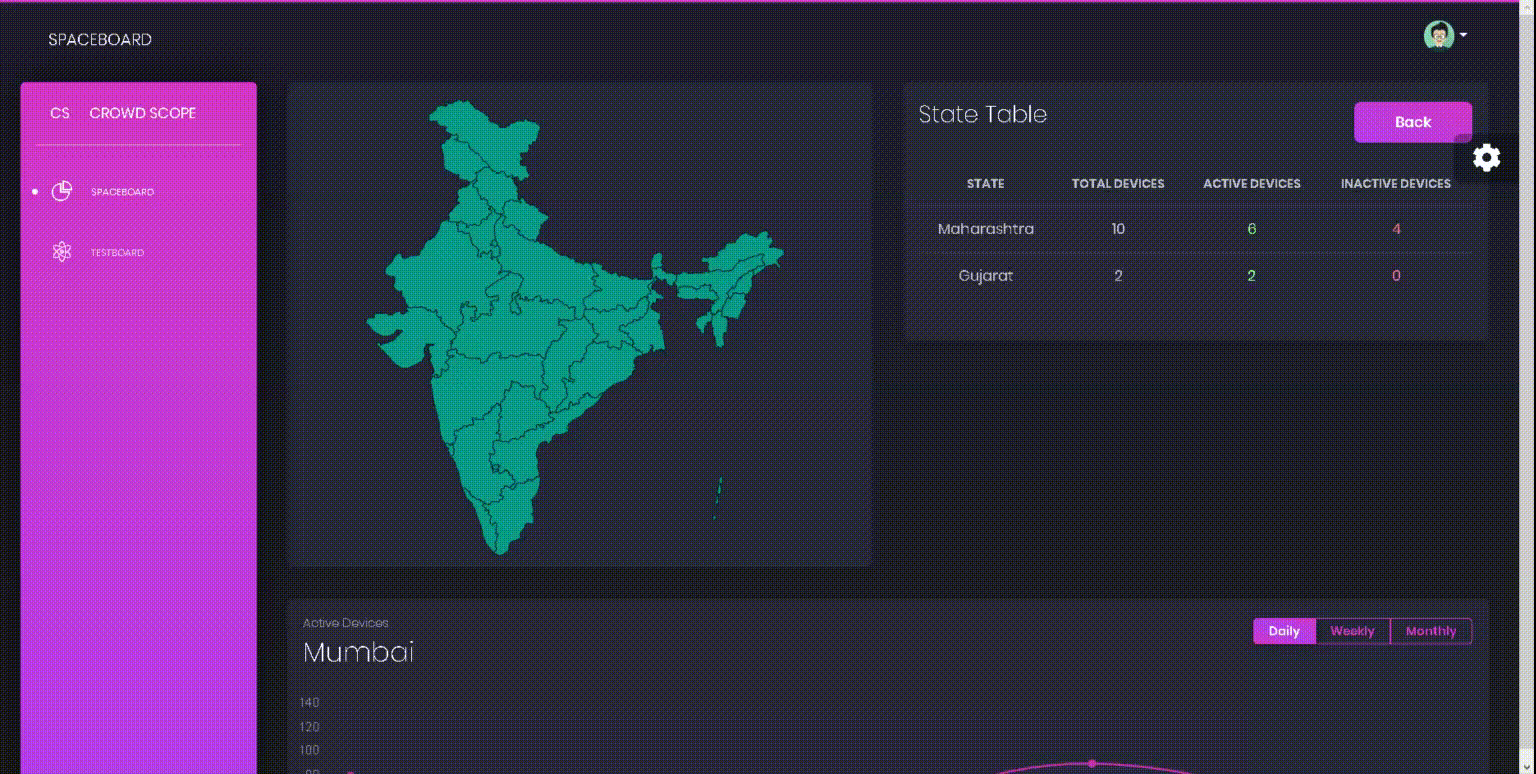 SPACEBOARD
CS CROWD SCOPE
SPACEBOARD
TESTBOARD
State Table
Back
STATE TOTAL DEVICES ACTIVE DEVICES INACTIVE DEVICES
Maharashtra 10 6 4
Gujarat 2 2 0
Active Devices
Mumbai
Daily Weekly Monthly
140
120
100